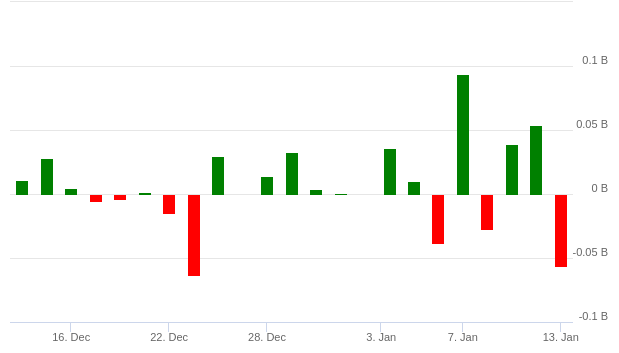 0.1 B
0.05 B
0 B
-0.05 B
-0.1 B
16. Dec 22. Dec 28. Dec 3. Jan 7. Jan 13. Jan